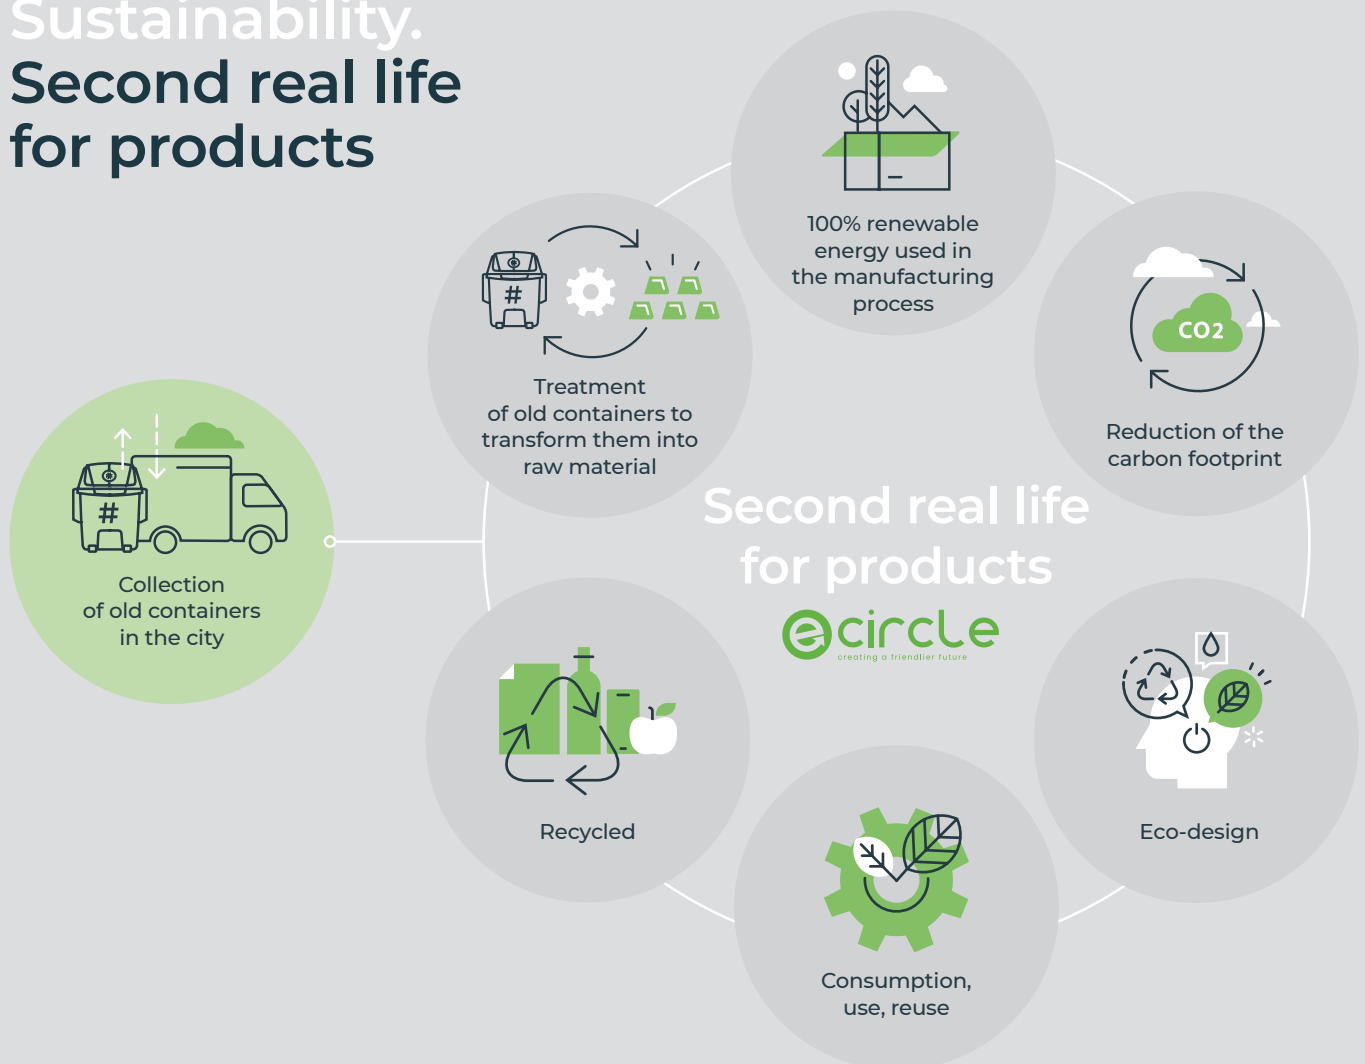 Sustainability.
Second real life
for products
100% renewable
energy used in
the manufacturing
process
Treatment
of old containers to
transform them into
raw material
#
CO2
Reduction of the
carbon footprint
#
Collection
of old containers
in the city
Second real life
for products
ecircle
creating a friendlier future
Recycled
Eco-design
Consumption,
use, reuse